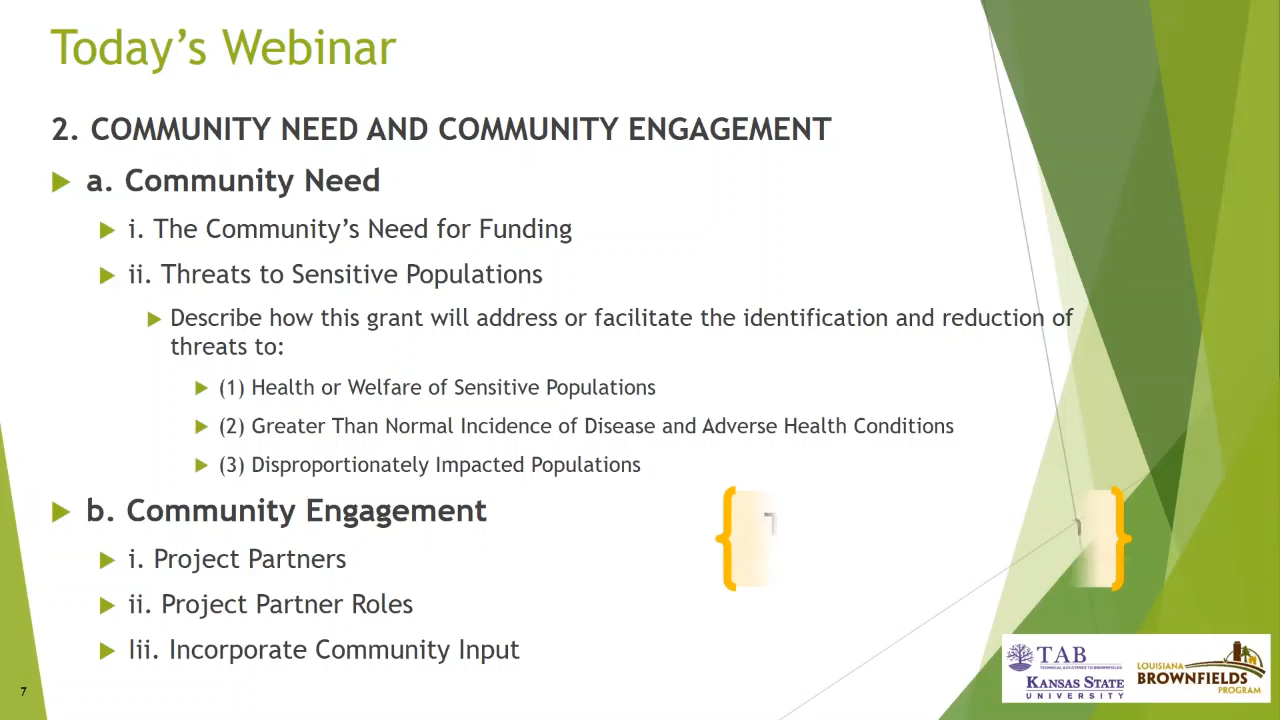 Today's Webinar
2. COMMUNITY NEED AND COMMUNITY ENGAGEMENT
a. Community Need
i. The Community's Need for Funding
ii. Threats to Sensitive Populations
Describe how this grant will address or facilitate the identification and reduction of
threats to:
(1) Health or Welfare of Sensitive Populations
(2) Greater Than Normal Incidence of Disease and Adverse Health Conditions
(3) Disproportionately Impacted Populations
b. Community Engagement
i. Project Partners
ii. Project Partner Roles
Iii. Incorporate Community Input
7
TAB
TECHNICAL ASSISTANCE TO BROWNFIELDS
KANSAS STATE
UNIVERSITY
LOUISIANA
BROWNFIELDS
PROGRAM